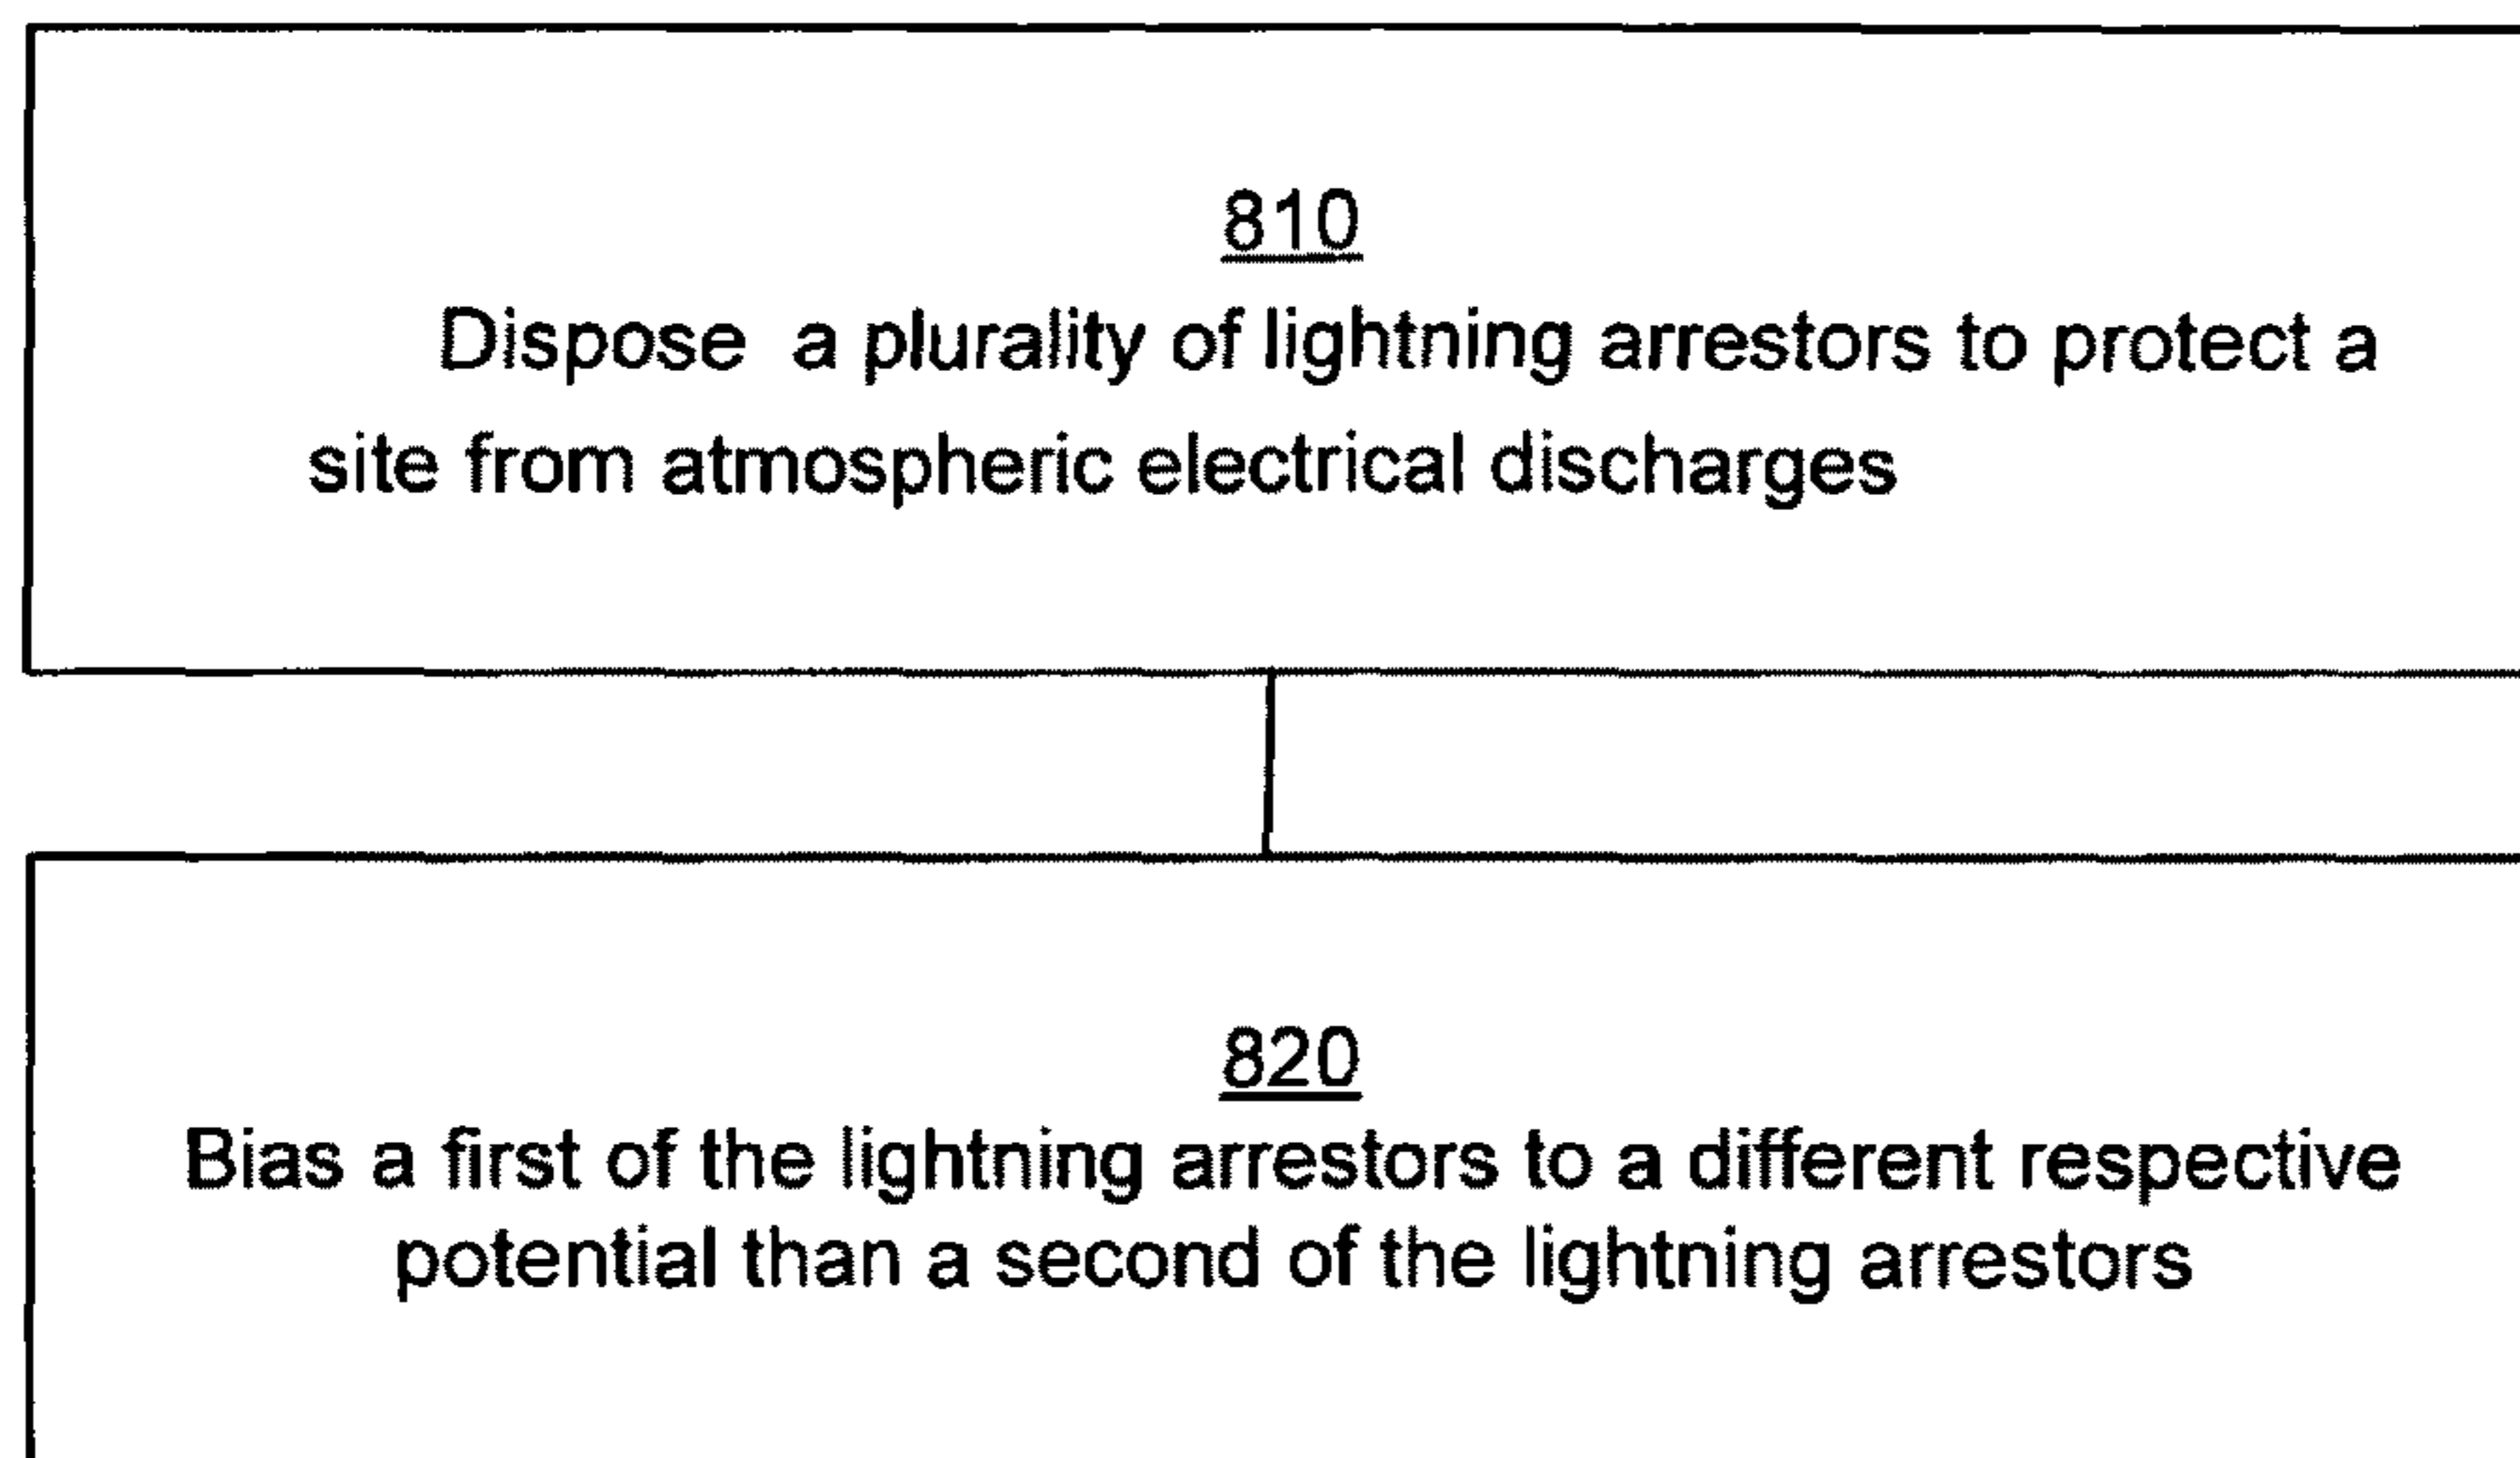 810
Dispose a plurality of lightning arrestors to protect a
site from atmospheric electrical discharges
820
Bias a first of the lightning arrestors to a different respective
potential than a second of the lightning arrestors